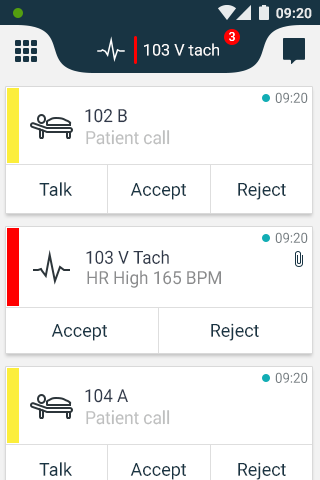 09:20
103 V tach
3
09:20
102 B
Patient call
Talk Accept Reject
09:20
103 V Tach
HR High 165 BPM
Accept Reject
09:20
104 A
Patient call
Talk Accept Reject